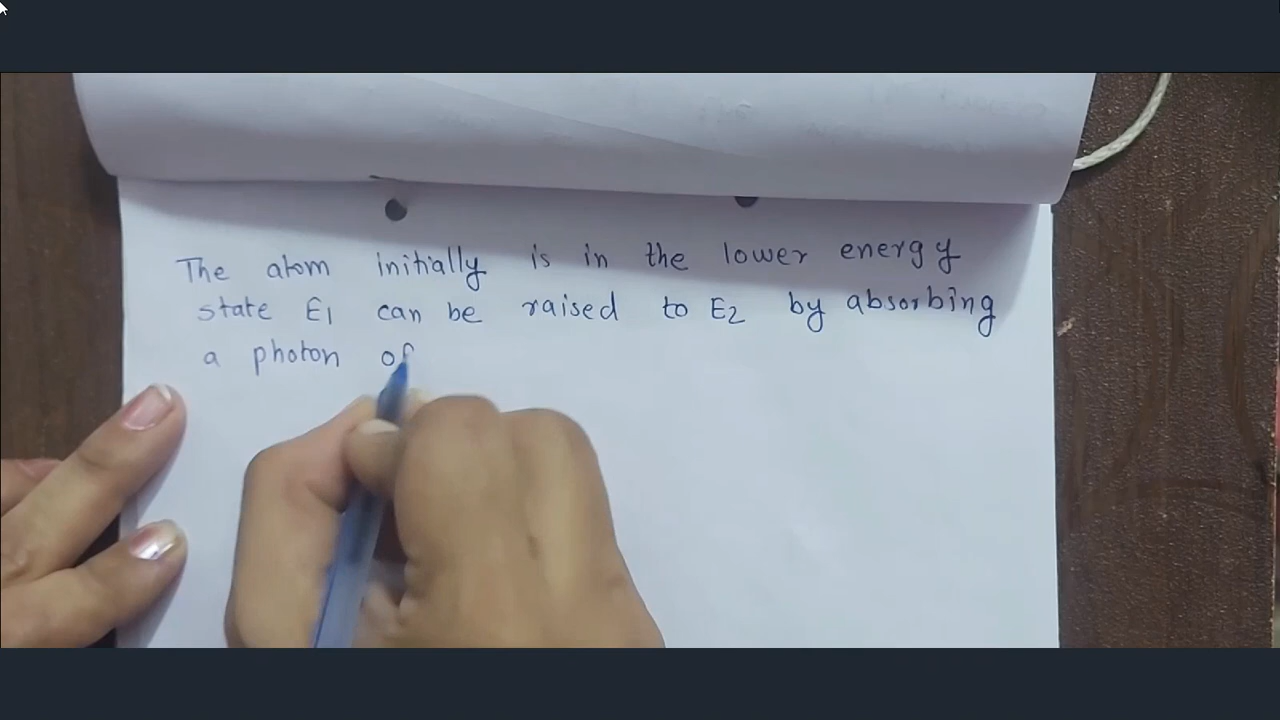 The atom initially is in the lower energy
state E1 can be raised to E2 by absorbing
a photon of